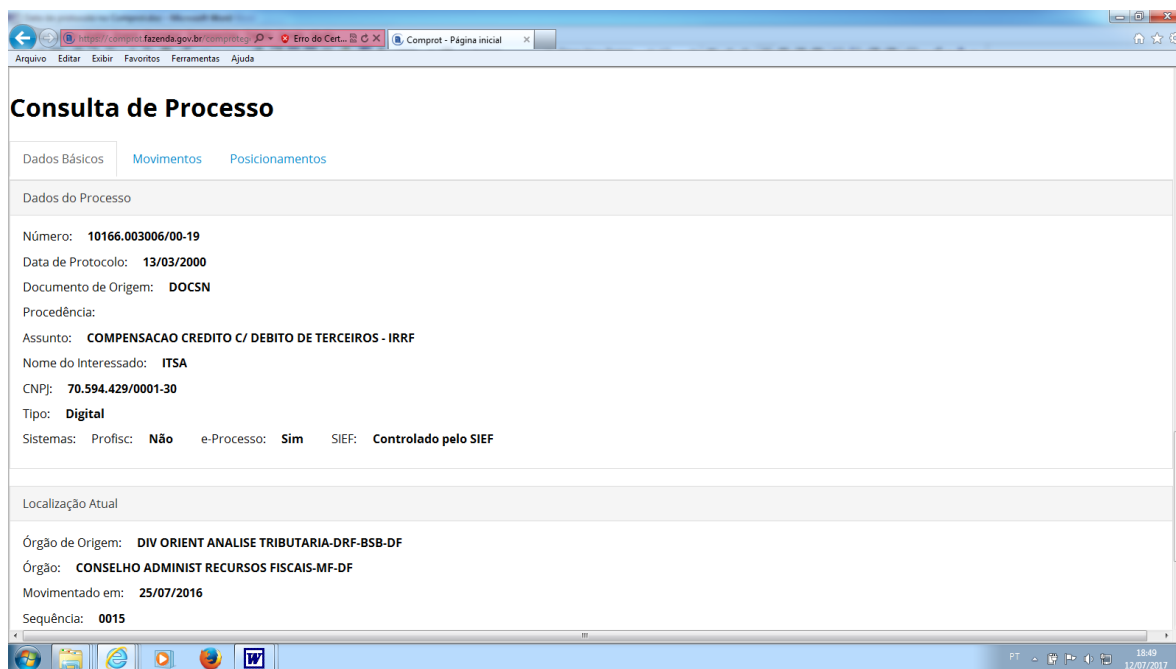 https://comprot.fazenda.gov.br/comproteg Erro do Cert... Comprot - Página inicial
Arquivo Editar Exibir Favoritos Ferramentas Ajuda
Consulta de Processo
Dados Básicos Movimentos Posicionamentos
Dados do Processo
Número: 10166.003006/00-19
Data de Protocolo: 13/03/2000
Documento de Origem: DOCSN
Procedência:
Assunto: COMPENSACAO CREDITO C/ DEBITO DE TERCEIROS - IRRF
Nome do Interessado: ITSA
CNPJ: 70.594.429/0001-30
Tipo: Digital
Sistemas: Profisc: Não e-Processo: Sim SIEF: Controlado pelo SIEF
Localização Atual
Órgão de Origem: DIV ORIENT ANALISE TRIBUTARIA-DRF-BSB-DF
Órgão: CONSELHO ADMINIST RECURSOS FISCAIS-MF-DF
Movimentado em: 25/07/2016
Sequência: 0015
PT 18:49
12/07/2017